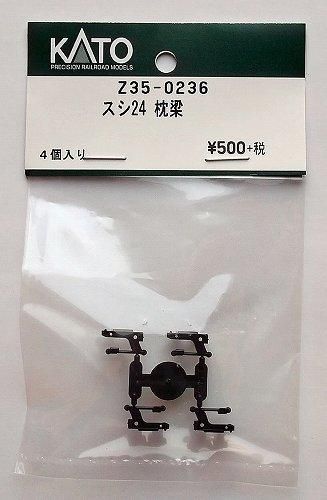 KATO
PRECISION RAILROAD MODELS
Z35-0236
スシ24 枕梁
4個入り
¥500+税